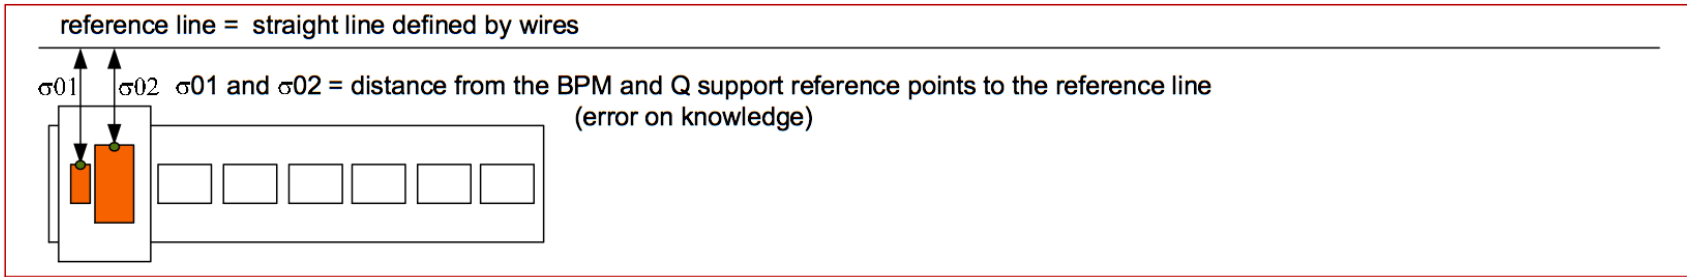 reference line = straight line defined by wires
σ01 σ02 σ01 and σ02 = distance from the BPM and Q support reference points to the reference line
(error on knowledge)